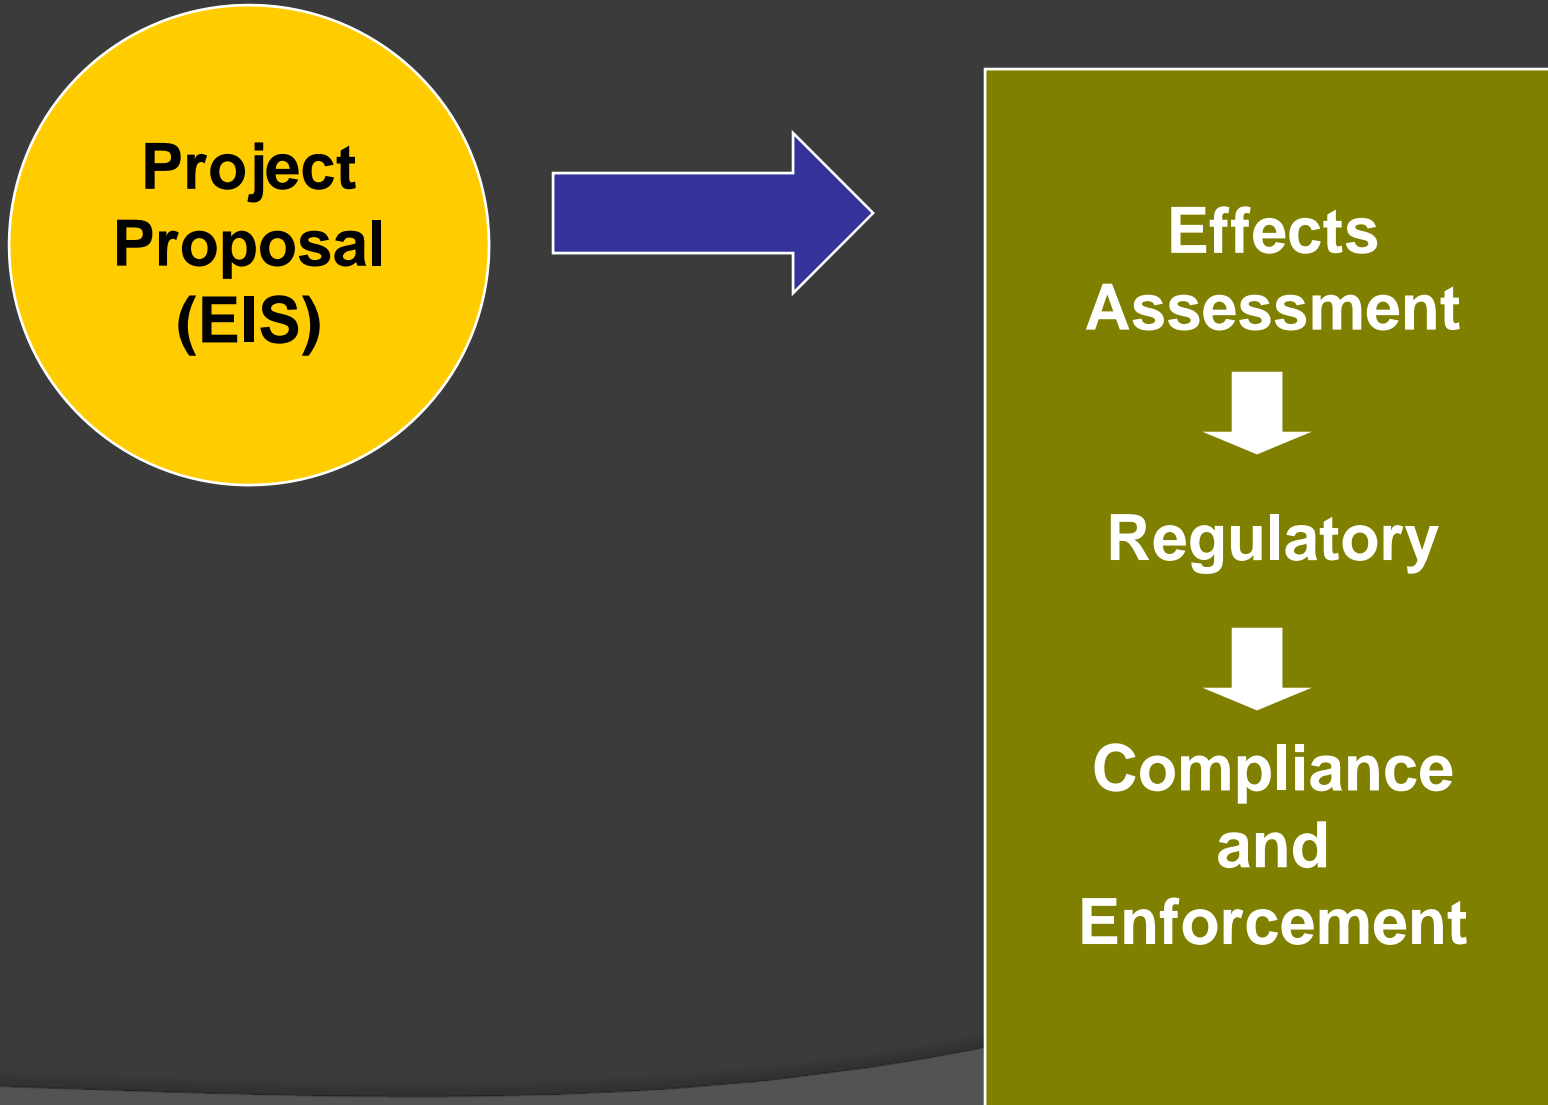 Project
Proposal
(EIS)
Effects
Assessment
Regulatory
Compliance
and
Enforcement